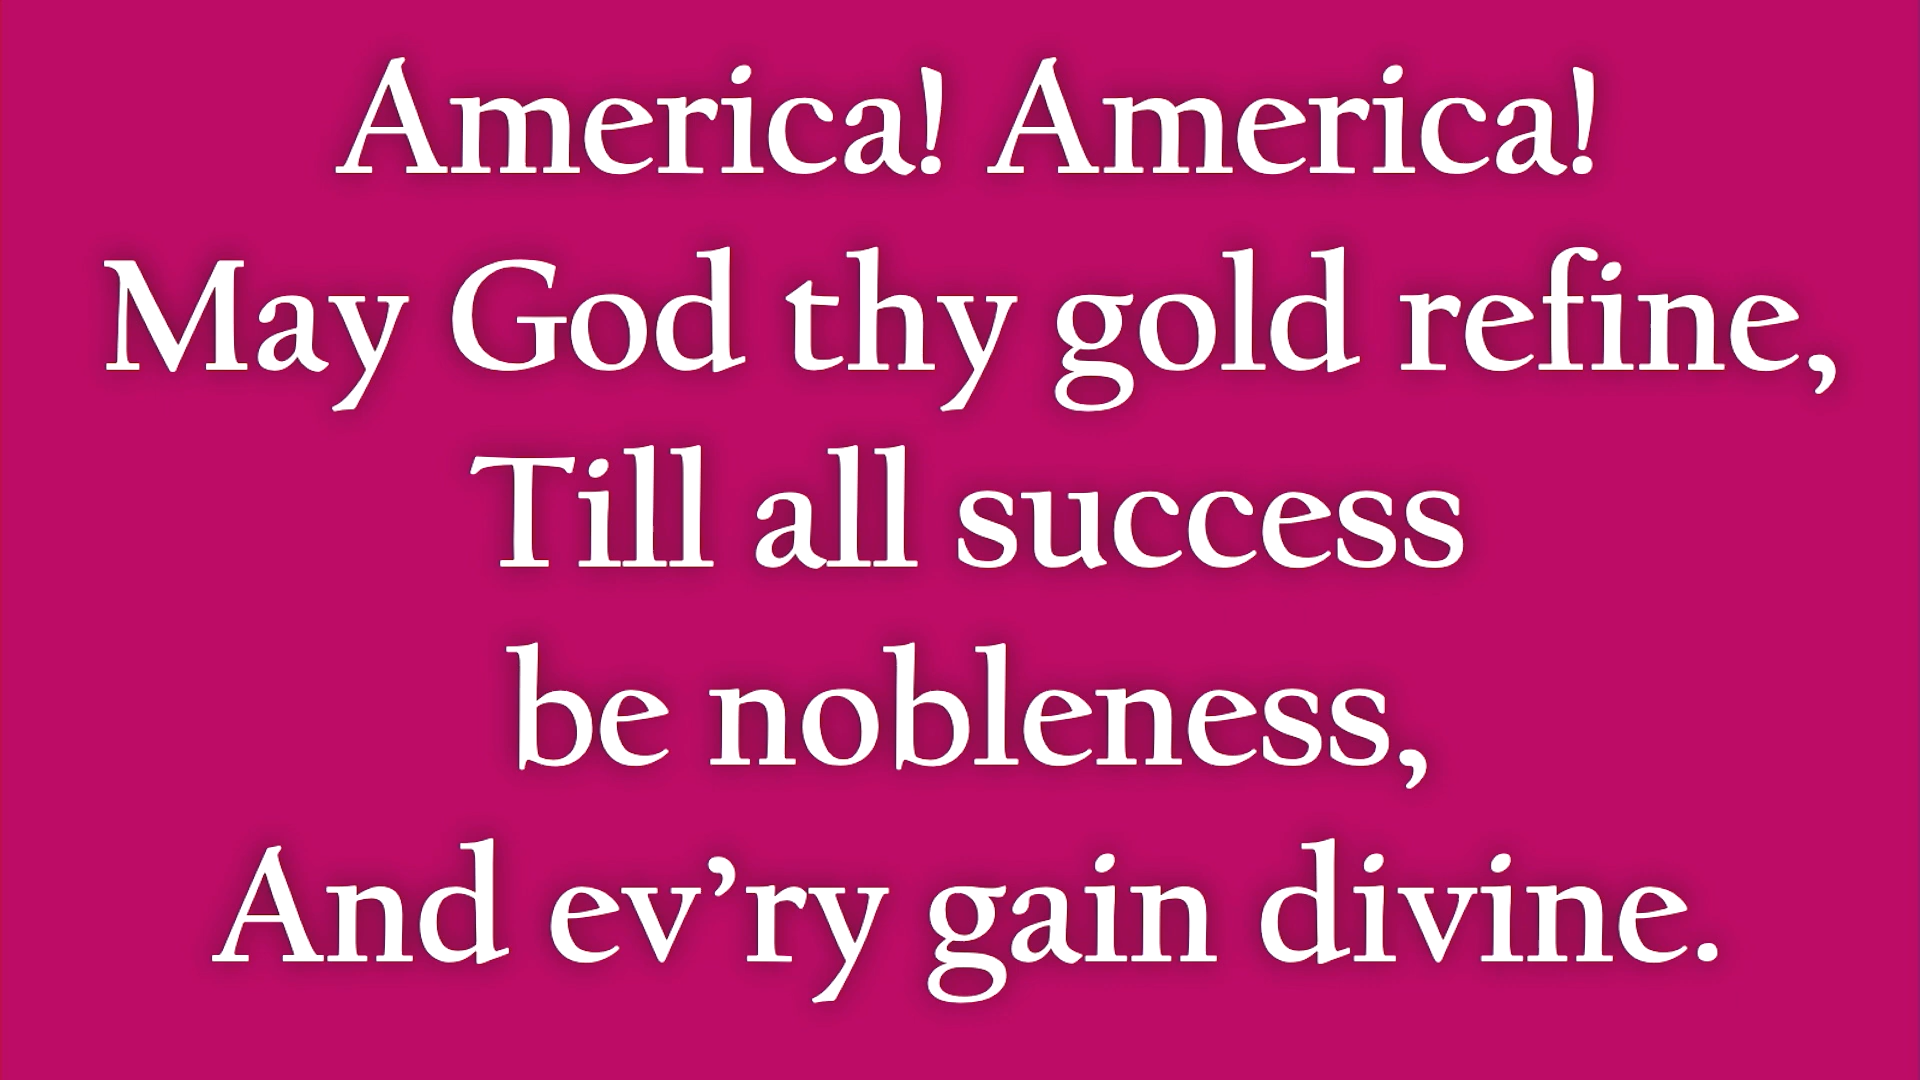 America! America!
May God thy gold refine,
Till all success
be nobleness,
And ev’ry gain divine.